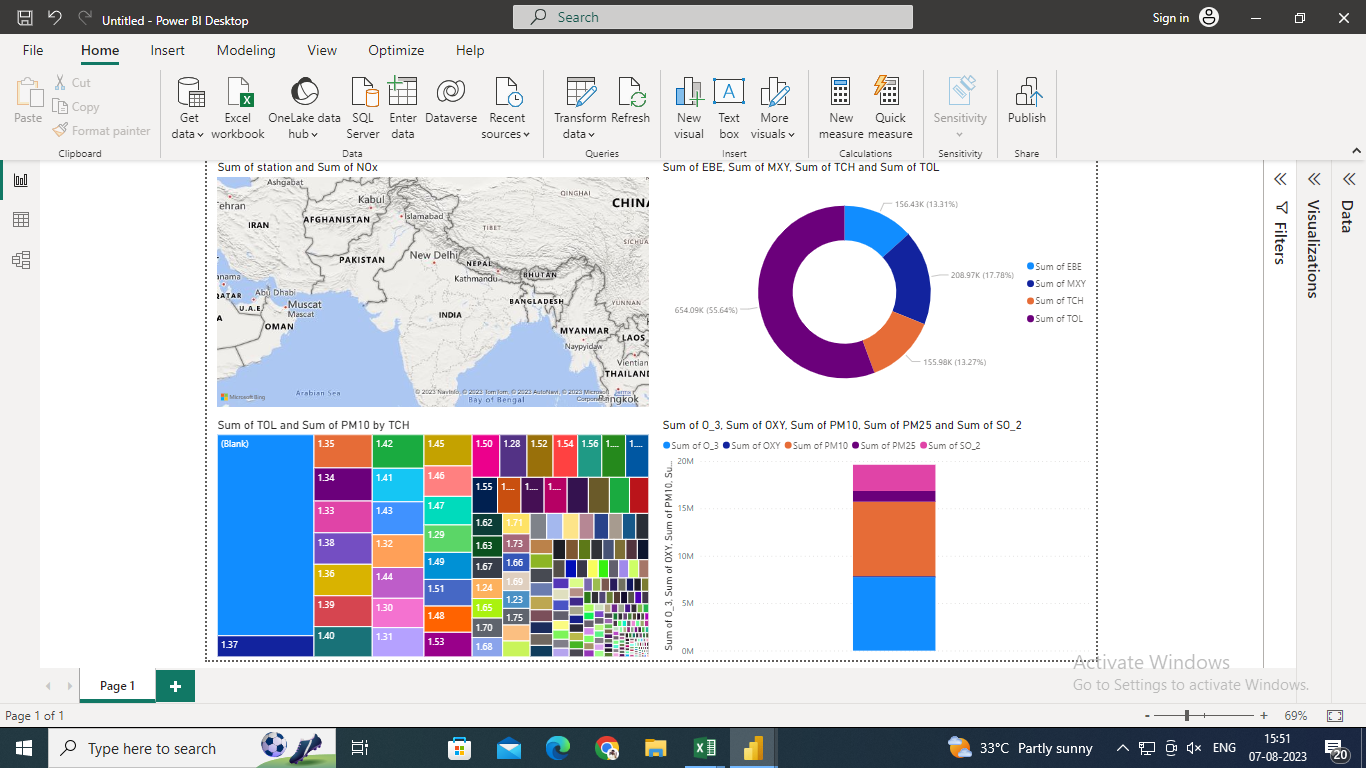 Untitled - Power BI Desktop
Search
Sign in
File Home Insert Modeling View Optimize Help
Paste
Cut
Copy
Format painter
Clipboard
Get data
Excel workbook
OneLake data hub
SQL Server
Enter data
Dataverse
Recent sources
Data
Transform data
Refresh
Queries
New visual
Text box
More visuals
Insert
New measure
Quick measure
Calculations
Sensitivity
Sensitivity
Publish
Share
Sum of station and Sum of NOx
Ashgabat
Tehran
Kabul
Islamabad
QINGHAI
CHINA
AFGHANISTAN
IRAN
TIBET
SICHUA
PAKISTAN
New Delhi
NEPAL
Kathmandu
BHUTAN
anama
QATAR
Abu Dhabi
U.A.E.
Muscat
Mascat
OMAN
BANGLADESH
YUNNAN
INDIA
MYANMAR
Naypyidaw
LAOS
Vientian
THAILAND
Arabian Sea
Bay of Bengal
Bangkok
Microsoft Bing
© 2023 NavInfo, © 2023 TomTom, © 2023 AutoNavi, © 2023 Microsoft Corporation Terms
Sum of EBE, Sum of MXY, Sum of TCH and Sum of TOL
156.43K (13.31%)
208.97K (17.78%)
155.98K (13.27%)
654.09K (55.64%)
Sum of EBE
Sum of MXY
Sum of TCH
Sum of TOL
Sum of TOL and Sum of PM10 by TCH
(Blank)
1.37
1.35
1.34
1.33
1.38
1.36
1.39
1.40
1.42
1.41
1.43
1.32
1.44
1.30
1.31
1.45
1.46
1.47
1.29
1.49
1.51
1.48
1.53
1.50 1.28 1.52 1.54 1.56 1.... 1....
1.55 1.... 1.... 1....
1.62 1.71
1.63 1.73
1.67 1.66
1.24 1.69
1.65 1.23
1.70 1.75
1.68
Sum of O_3, Sum of OXY, Sum of PM10, Sum of PM25 and Sum of SO_2
Sum of O_3 Sum of OXY Sum of PM10 Sum of PM25 Sum of SO_2
Sum of O_3, Sum of OXY, Sum of PM10, Su...
20M
15M
10M
5M
0M
Filters
Visualizations
Data
Activate Windows
Go to Settings to activate Windows.
Page 1
+
Page 1 of 1
- + 69%
Type here to search
33°C Partly sunny
ENG
15:51
07-08-2023
20